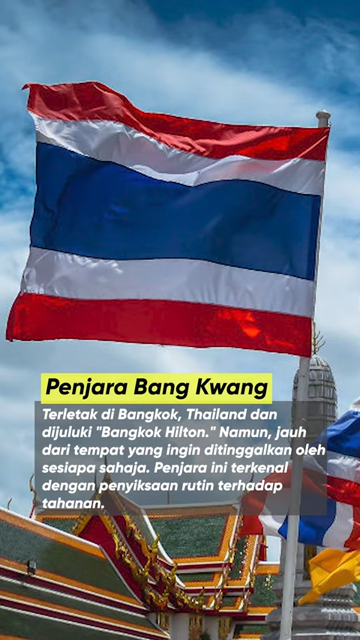 Penjara Bang Kwang
Terletak di Bangkok, Thailand dan
dijuluki "Bangkok Hilton." Namun, jauh
dari tempat yang ingin ditinggalkan oleh
sesiapa sahaja. Penjara ini terkenal
dengan penyiksaan rutin terhadap
tahanan.